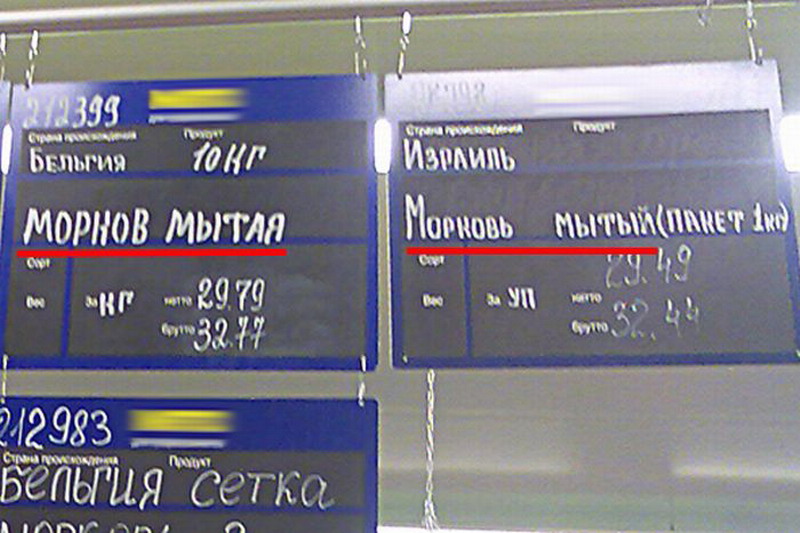 212399
Страна происхождения Продукт
БЕЛЬГИЯ 10 КГ
МОРКОВ МЫТАЯ
Сорт
Вес За КГ нетто 29.79
брутто 32.77
Страна происхождения Продукт
ИЗРАИЛЬ
МОРКОВЬ МЫТЫЙ (ПАКЕТ 1КГ)
Сорт
29.49
Вес За УП нетто
брутто 32.44
212983
Страна происхождения Продукт
БЕЛЬГИЯ СЕТКА